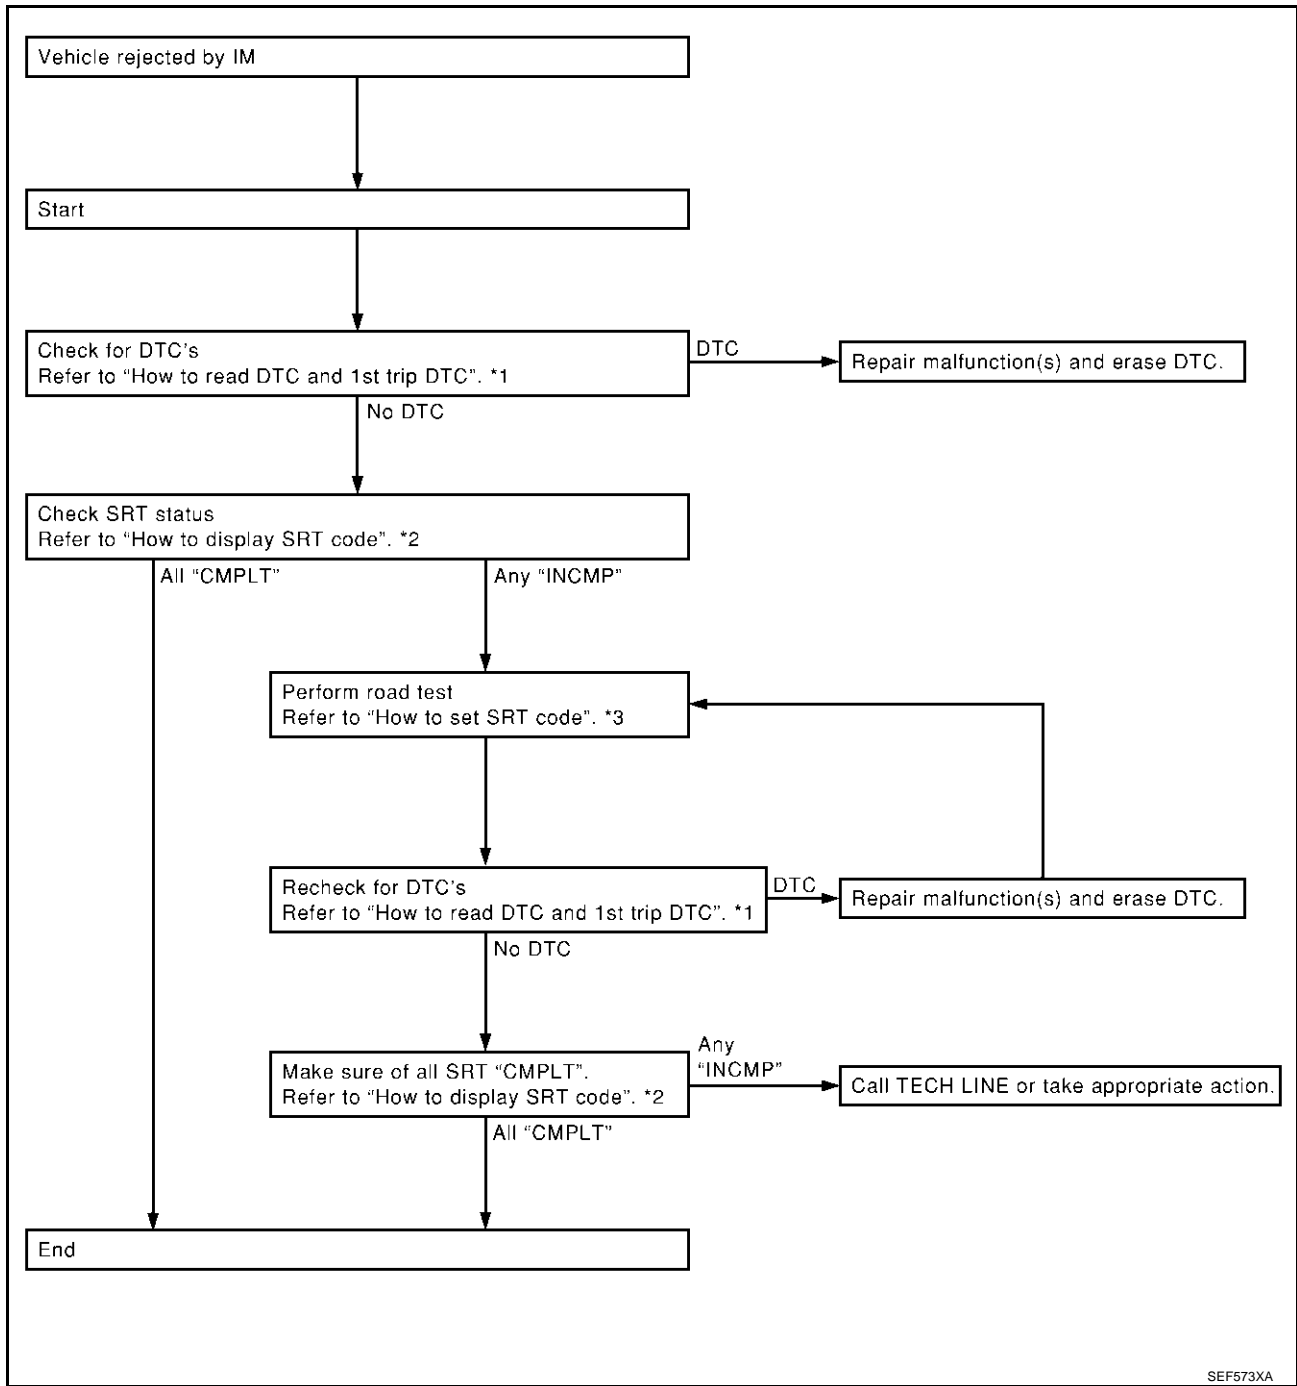 Vehicle rejected by IM
Start
Check for DTC's
Refer to “How to read DTC and 1st trip DTC”. *1
DTC
Repair malfunction(s) and erase DTC.
No DTC
Check SRT status
Refer to “How to display SRT code”. *2
All “CMPLT”
Any “INCMP”
Perform road test
Refer to “How to set SRT code”. *3
Recheck for DTC's
Refer to “How to read DTC and 1st trip DTC”. *1
DTC
Repair malfunction(s) and erase DTC.
No DTC
Make sure of all SRT “CMPLT”.
Refer to “How to display SRT code”. *2
Any
“INCMP”
Call TECH LINE or take appropriate action.
All “CMPLT”
End
SEF573XA